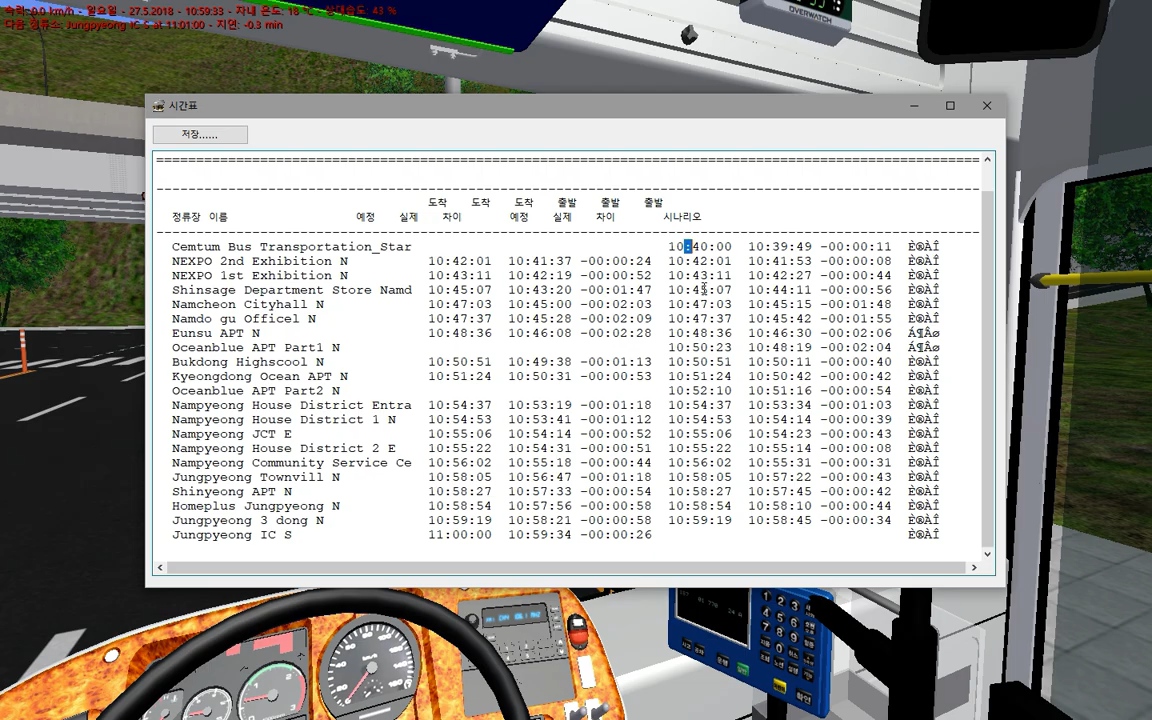 속력: 0.0 km/h - 일요일 - 27.5.2018 - 10:59:33 - 차내 온도: 18 °C - 상대습도: 43 %
다음 정류소: Jungpyeong IC S at 11:01:00 - 지연: -0.3 min
OVERWATCH
시간표
저장......
도착 도착 도착 출발 출발 출발
정류장 이름 예정 실제 차이 예정 실제 차이 시나리오
Cemtum Bus Transportation_Star 10:40:00 10:39:49 -00:00:11 È®ÀÎ
NEXPO 2nd Exhibition N 10:42:01 10:41:37 -00:00:24 10:42:01 10:41:53 -00:00:08 È®ÀÎ
NEXPO 1st Exhibition N 10:43:11 10:42:19 -00:00:52 10:43:11 10:42:27 -00:00:44 È®ÀÎ
Shinsage Department Store Namd 10:45:07 10:43:20 -00:01:47 10:45:07 10:44:11 -00:00:56 È®ÀÎ
Namcheon Cityhall N 10:47:03 10:45:00 -00:02:03 10:47:03 10:45:15 -00:01:48 È®ÀÎ
Namdo gu Officel N 10:47:37 10:45:28 -00:02:09 10:47:37 10:45:42 -00:01:55 È®ÀÎ
Eunsu APT N 10:48:36 10:46:08 -00:02:28 10:48:36 10:46:30 -00:02:06 Á¶Âø
Oceanblue APT Part1 N 10:50:23 10:48:19 -00:02:04 Á¶Âø
Bukdong Highscool N 10:50:51 10:49:38 -00:01:13 10:50:51 10:50:11 -00:00:40 È®ÀÎ
Kyeongdong Ocean APT N 10:51:24 10:50:31 -00:00:53 10:51:24 10:50:42 -00:00:42 È®ÀÎ
Oceanblue APT Part2 N 10:52:10 10:51:16 -00:00:54 È®ÀÎ
Nampyeong House District Entra 10:54:37 10:53:19 -00:01:18 10:54:37 10:53:34 -00:01:03 È®ÀÎ
Nampyeong House District 1 N 10:54:53 10:53:41 -00:01:12 10:54:53 10:54:14 -00:00:39 È®ÀÎ
Nampyeong JCT E 10:55:06 10:54:14 -00:00:52 10:55:06 10:54:23 -00:00:43 È®ÀÎ
Nampyeong House District 2 E 10:55:22 10:54:31 -00:00:51 10:55:22 10:55:14 -00:00:08 È®ÀÎ
Nampyeong Community Service Ce 10:56:02 10:55:18 -00:00:44 10:56:02 10:55:31 -00:00:31 È®ÀÎ
Jungpyeong Townvill N 10:58:05 10:56:47 -00:01:18 10:58:05 10:57:22 -00:00:43 È®ÀÎ
Shinyeong APT N 10:58:27 10:57:33 -00:00:54 10:58:27 10:57:45 -00:00:42 È®ÀÎ
Homeplus Jungpyeong N 10:58:54 10:57:56 -00:00:58 10:58:54 10:58:10 -00:00:44 È®ÀÎ
Jungpyeong 3 dong N 10:59:19 10:58:21 -00:00:58 10:59:19 10:58:45 -00:00:34 È®ÀÎ
Jungpyeong IC S 11:00:00 10:59:34 -00:00:26 È®ÀÎ